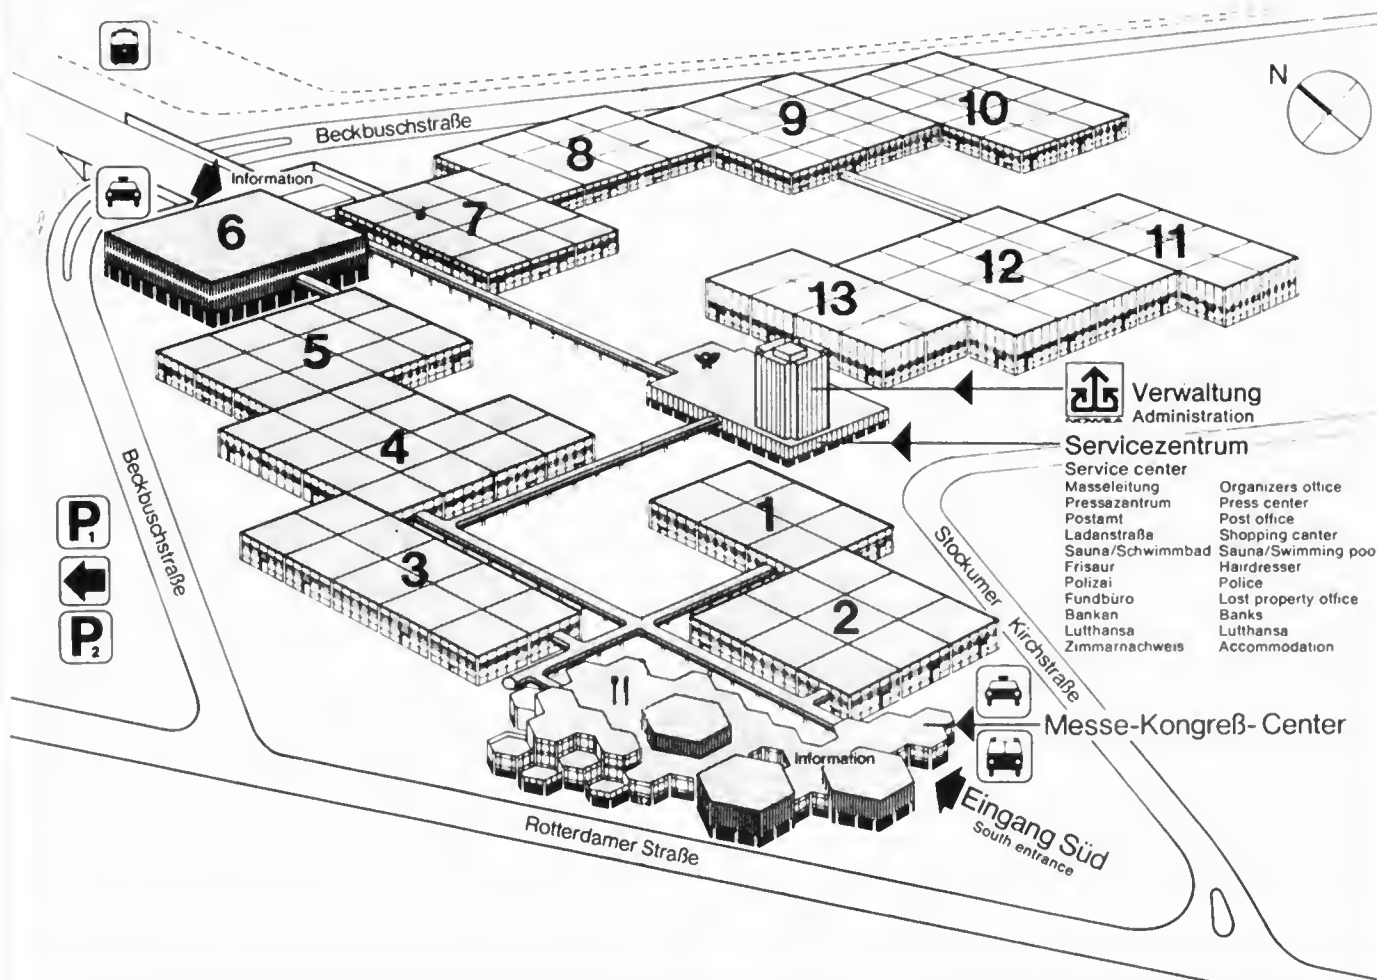 N
Beckbuschstraße
Information
10
9
8
7
6
11
12
13
5
4
3
1
2
Verwaltung
Administration
Servicezentrum
Service center
Masseleitung Organizers office
Pressazantrum Press center
Postamt Post office
Ladanstraßa Shopping canter
Sauna/Schwimmbad Sauna/Swimming poo
Frisaur Hairdresser
Polizai Police
Fundbüro Lost property office
Bankan Banks
Lutthansa Lutthansa
Zimmarnachweis Accommodation
Beckbuschstraße
P1
P2
Stockumer Kirchstraße
Messe-Kongreß-Center
Information
Eingang Süd
South entrance
Rotterdamer Straße